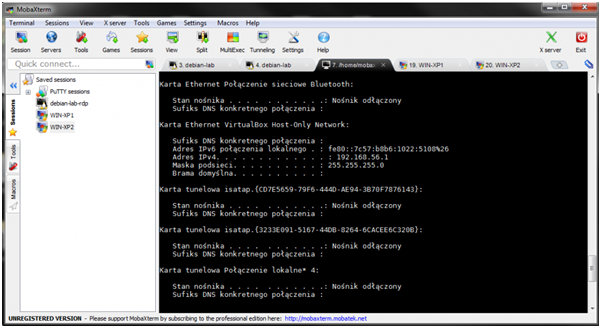 MobaXterm
Terminal Sessions View X server Tools Games Settings Macros Help
Session Servers Tools Games Sessions View Split MultiExec Tunneling Settings Help X server Exit
Quick connect...
3. debian-lab 4. debian-lab 7. /home/mobax 19. WIN-XP1 20. WIN-XP2
Saved sessions
PuTTY sessions
debian-lab-rdp
WIN-XP1
WIN-XP2
Sessions
Tools
Macros
Karta Ethernet Połączenie sieciowe Bluetooth:
Stan nośnika . . . . . . . . . . .: Nośnik odłączony
Sufiks DNS konkretnego połączenia :
Karta Ethernet VirtualBox Host-Only Network:
Sufiks DNS konkretnego połączenia :
Adres IPv6 połączenia lokalnego . : fe80::7c57:b8b6:1022:5108%26
Adres IPv4. . . . . . . . . . . . . : 192.168.56.1
Maska podsieci. . . . . . . . . . : 255.255.255.0
Brama domyślna. . . . . . . . . . :
Karta tunelowa isatap.{CD7E5659-79F6-444D-AE94-3B70F7876143}:
Stan nośnika . . . . . . . . . . .: Nośnik odłączony
Sufiks DNS konkretnego połączenia :
Karta tunelowa isatap.{3233E091-5167-44DB-8264-6CACEE6C320B}:
Stan nośnika . . . . . . . . . . .: Nośnik odłączony
Sufiks DNS konkretnego połączenia :
Karta tunelowa Połączenie lokalne* 4:
Stan nośnika . . . . . . . . . . .: Nośnik odłączony
Sufiks DNS konkretnego połączenia :
UNREGISTERED VERSION - Please support MobaXterm by subscribing to the professional edition here: http://mobaxterm.mobatek.net